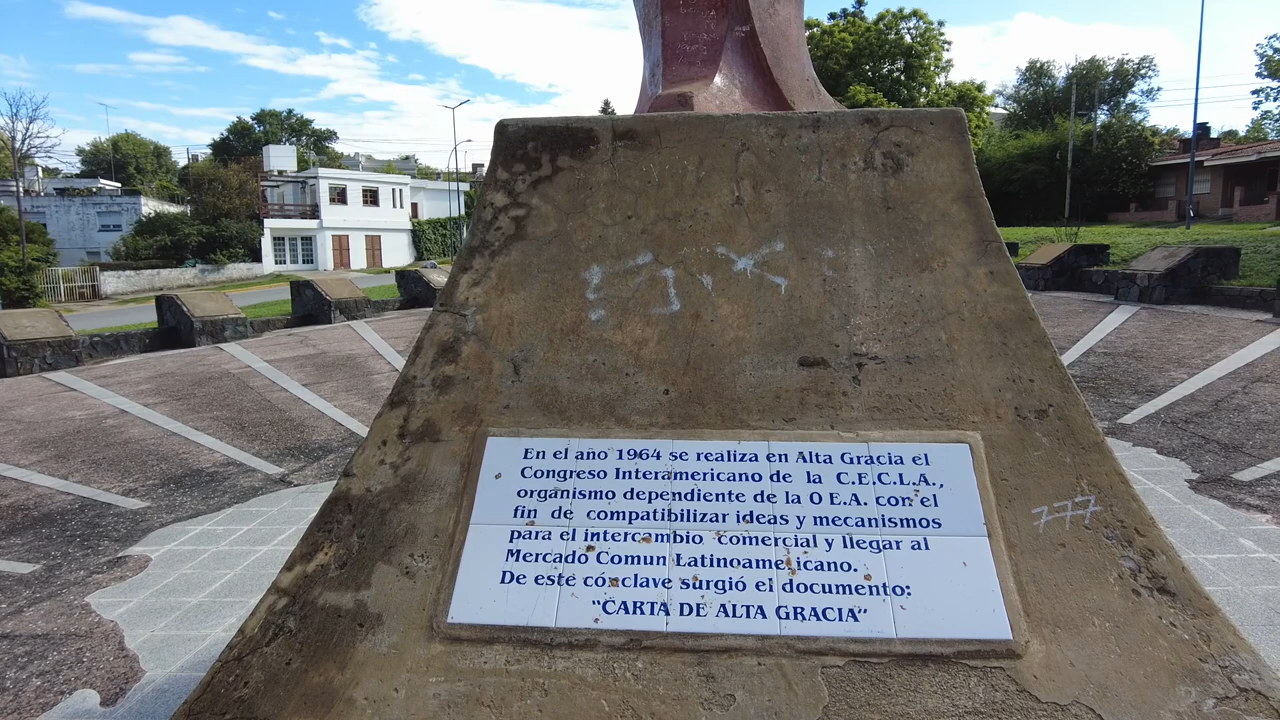 En el año 1964 se realiza en Alta Gracia el
Congreso Interamericano de la C.E.C.L.A.,
organismo dependiente de la O E.A. con el
fin de compatibilizar ideas y mecanismos
para el intercambio comercial y llegar al
Mercado Comun Latinoamericano.
De este cónclave surgió el documento:
"CARTA DE ALTA GRACIA"
777